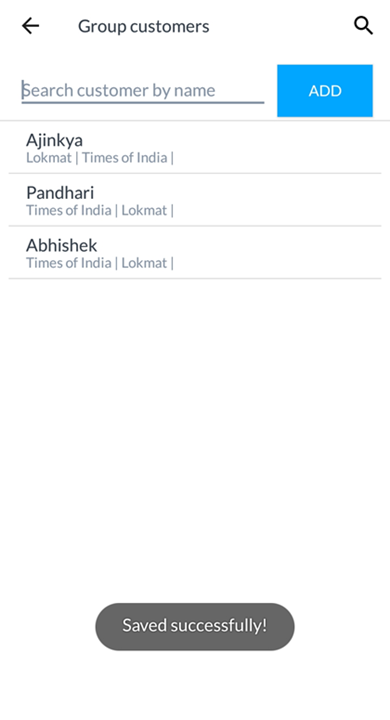 Group customers
Search customer by name
ADD
Ajinkya
Lokmat | Times of India |
Pandhari
Times of India | Lokmat |
Abhishek
Times of India | Lokmat |
Saved successfully!